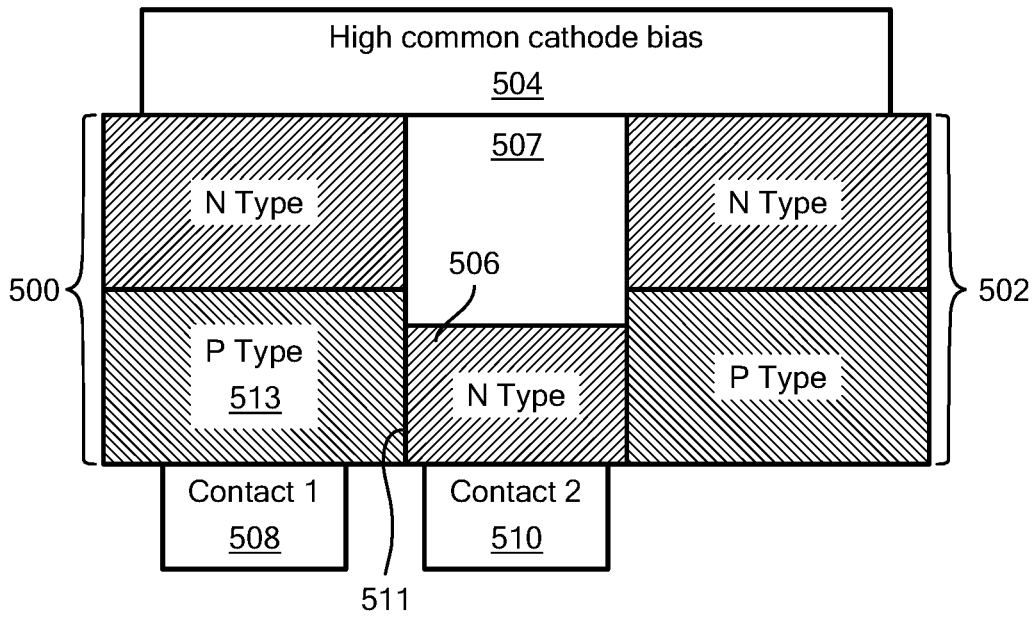 High common cathode bias
504
507
N Type
N Type
500
506
502
P Type
513
N Type
P Type
Contact 1
508
Contact 2
510
511